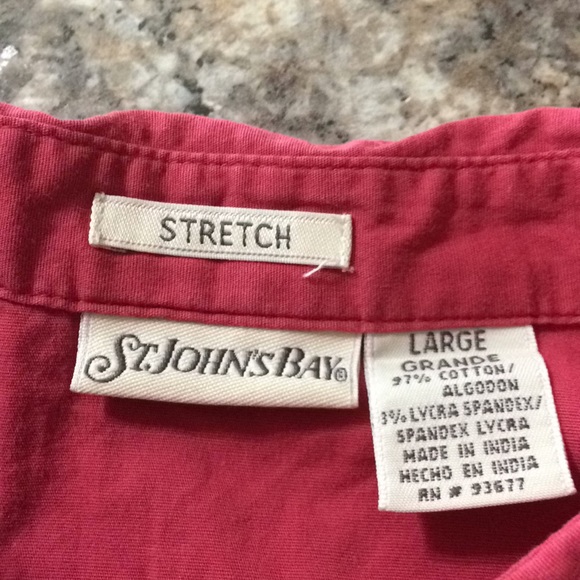 STRETCH
ST. JOHN'S BAY®
LARGE
GRANDE
97% COTTON/
ALGODON
3% LYCRA SPANDEX/
SPANDEX LYCRA
MADE IN INDIA
HECHO EN INDIA
RN # 93677